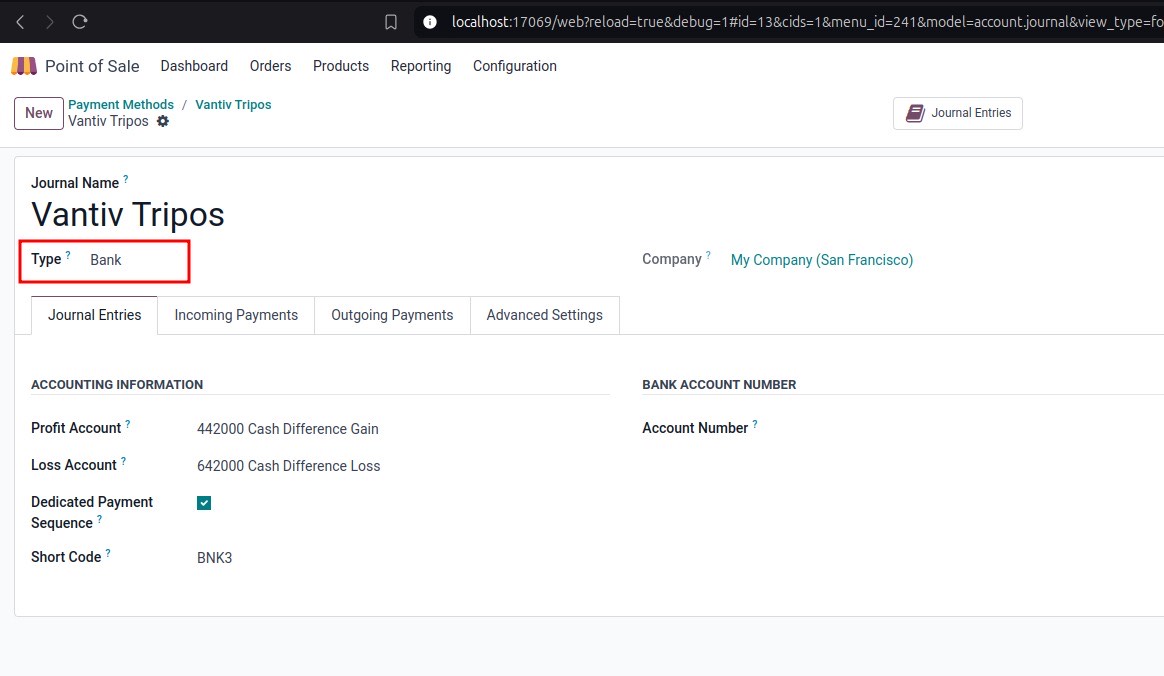 localhost:17069/web?reload=true&debug=1#id=13&cids=1&menu_id=241&model=account.journal&view_type=fo
Point of Sale Dashboard Orders Products Reporting Configuration
New Payment Methods / Vantiv Tripos
Vantiv Tripos
Journal Entries
Journal Name ?
Vantiv Tripos
Type ? Bank
Company ? My Company (San Francisco)
Journal Entries Incoming Payments Outgoing Payments Advanced Settings
ACCOUNTING INFORMATION
Profit Account ? 442000 Cash Difference Gain
Loss Account ? 642000 Cash Difference Loss
Dedicated Payment
Sequence ?
Short Code ? BNK3
BANK ACCOUNT NUMBER
Account Number ?